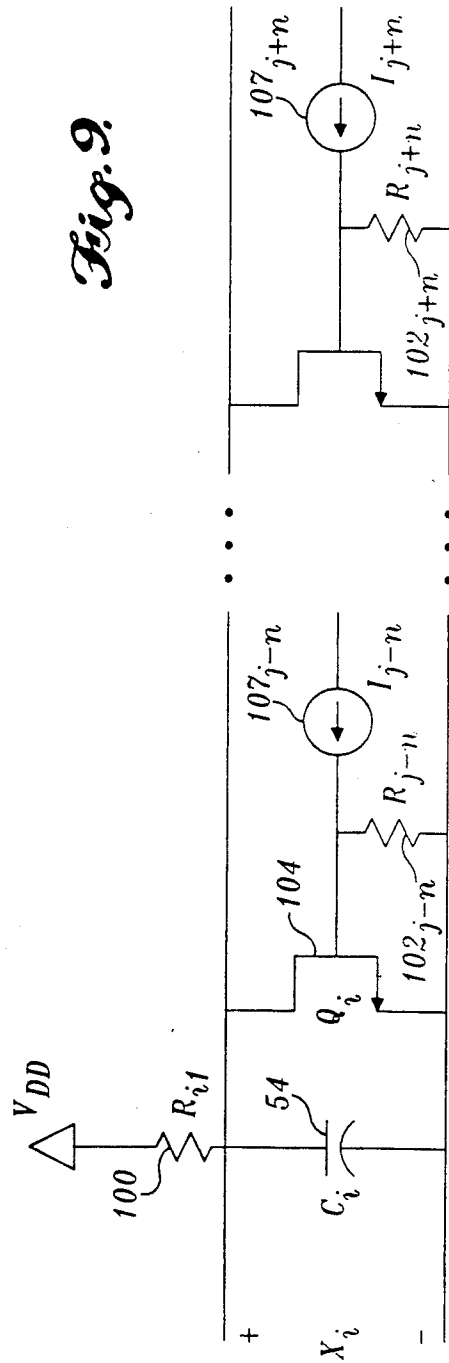 Fig. 9.
V_DD
100
R_i1
+
X_i
−
C_i
54
Q_i
104
102_j−n
R_j−n
107_j−n
I_j−n
102_j+n
R_j+n
107_j+n
I_j+n